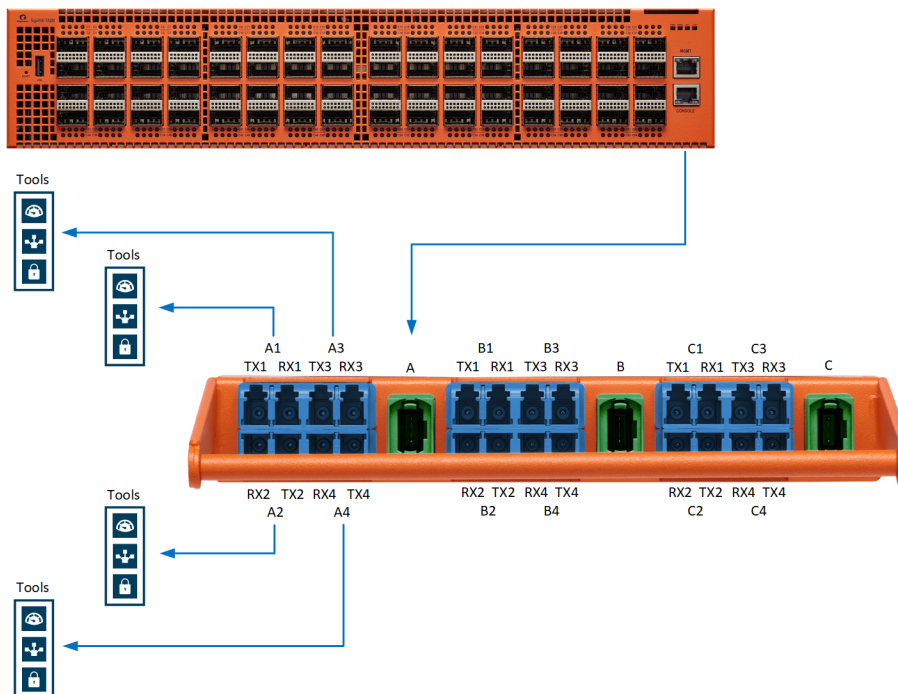 MGMT
CONSOLE
Tools
Tools
A1 A3
TX1 RX1 TX3 RX3
A
B1 B3
TX1 RX1 TX3 RX3
B
C1 C3
TX1 RX1 TX3 RX3
C
RX2 TX2 RX4 TX4
A2 A4
RX2 TX2 RX4 TX4
B2 B4
RX2 TX2 RX4 TX4
C2 C4
Tools
Tools